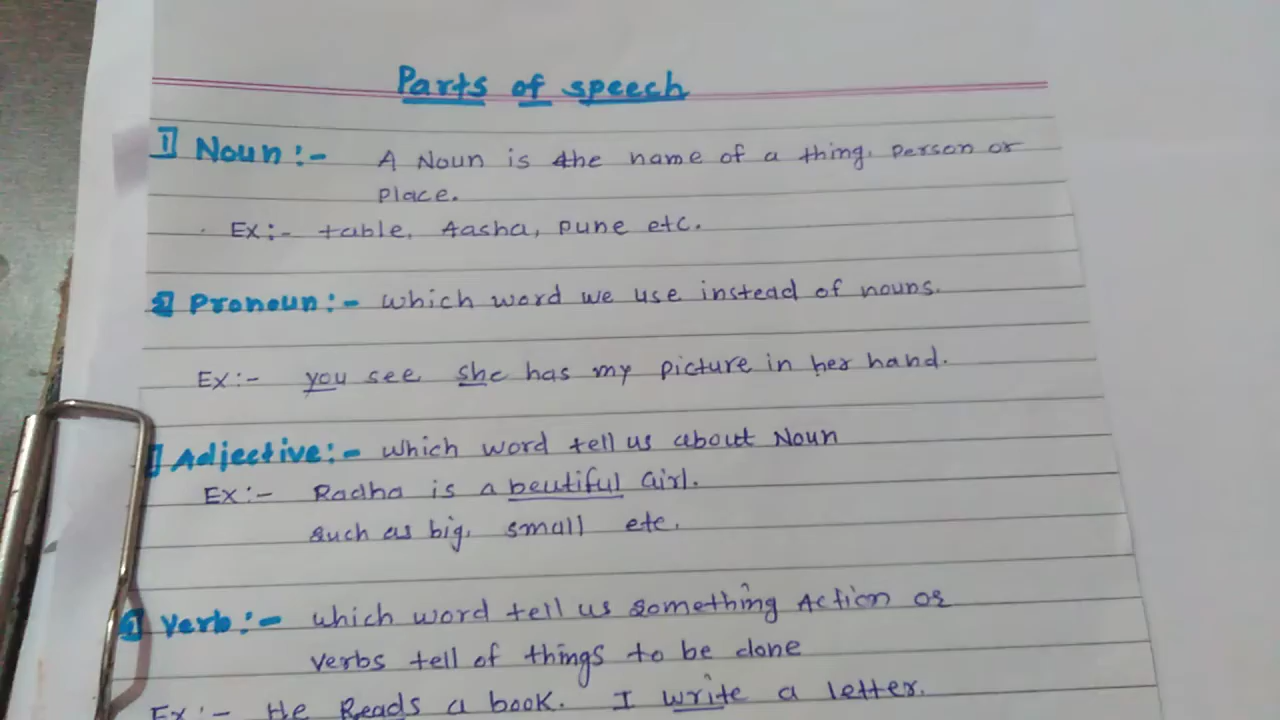 Parts of speech
1] Noun :- A Noun is the name of a thing, person or
place.
Ex :- table, Aasha, pune etc.
2] Pronoun :- which word we use instead of nouns.
Ex :- you see she has my picture in her hand.
] Adjective :- which word tell us about Noun
Ex :- Radha is a beutiful Girl.
such as big, small etc.
4] Verb :- which word tell us something Action or
verbs tell of things to be done
Ex :- He Reads a book. I write a letter.